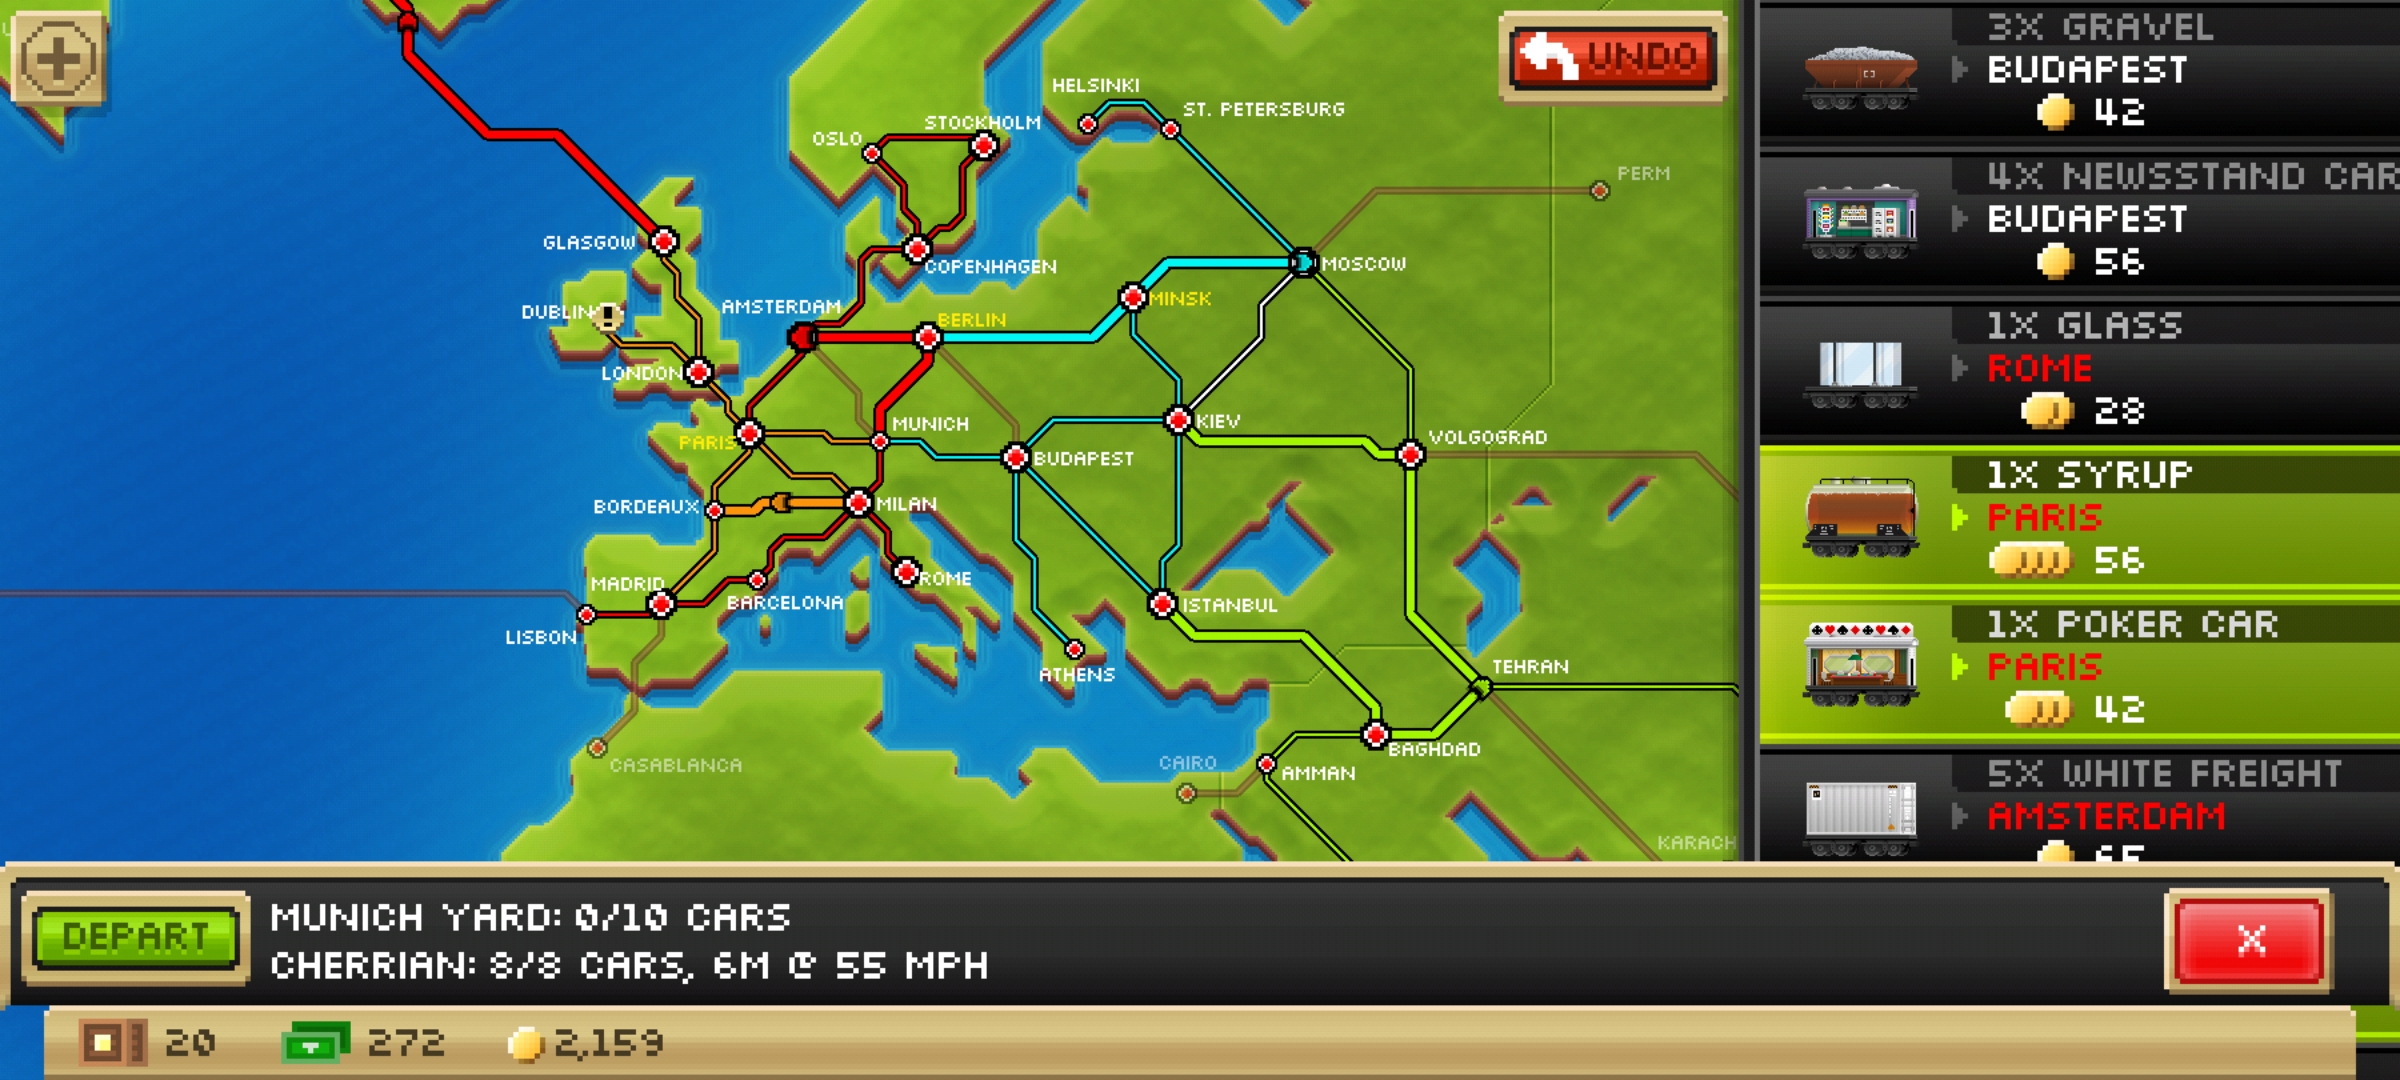 UNDO
HELSINKI
ST. PETERSBURG
STOCKHOLM
OSLO
PERM
GLASGOW
COPENHAGEN
MOSCOW
DUBLIN
AMSTERDAM
MINSK
BERLIN
LONDON
PARIS
MUNICH
KIEV
VOLGOGRAD
BUDAPEST
BORDEAUX
MILAN
MADRID
ROME
BARCELONA
ISTANBUL
LISBON
ATHENS
TEHRAN
CASABLANCA
CAIRO
BAGHDAD
AMMAN
KARACH
3X GRAVEL
BUDAPEST
42
4X NEWSSTAND CAR
BUDAPEST
56
1X GLASS
ROME
28
1X SYRUP
PARIS
56
1X POKER CAR
PARIS
42
5X WHITE FREIGHT
AMSTERDAM
65
DEPART
MUNICH YARD: 0/10 CARS
CHERRIAN: 8/8 CARS, 6M @ 55 MPH
X
20
272
2,159